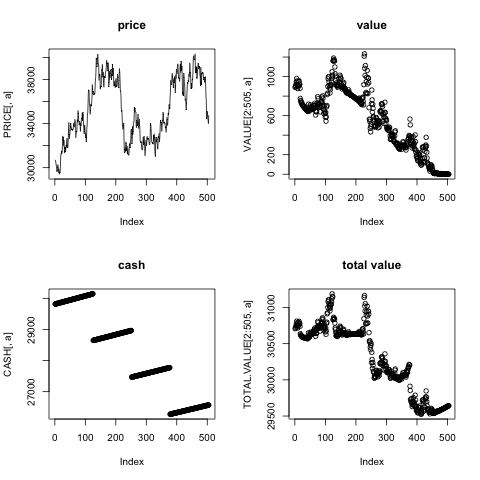 price
PRICE[, a]
30000 34000 38000
0 100 200 300 400 500
Index
value
VALUE[2:505, a]
0 200 600 1000
0 100 200 300 400 500
Index
cash
CASH[, a]
27000 29000
0 100 200 300 400 500
Index
total value
TOTAL.VALUE[2:505, a]
29500 30000 30500 31000
0 100 200 300 400 500
Index